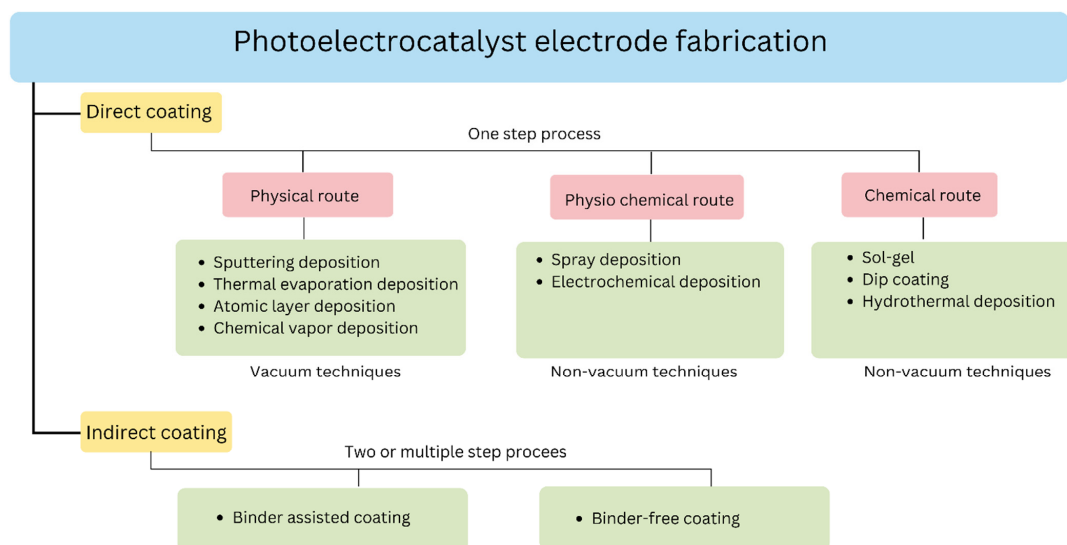 Photoelectrocatalyst electrode fabrication
Direct coating
One step process
Physical route
Physio chemical route
Chemical route
• Sputtering deposition
• Thermal evaporation deposition
• Atomic layer deposition
• Chemical vapor deposition
• Spray deposition
• Electrochemical deposition
• Sol-gel
• Dip coating
• Hydrothermal deposition
Vacuum techniques
Non-vacuum techniques
Non-vacuum techniques
Indirect coating
Two or multiple step procees
• Binder assisted coating
• Binder-free coating